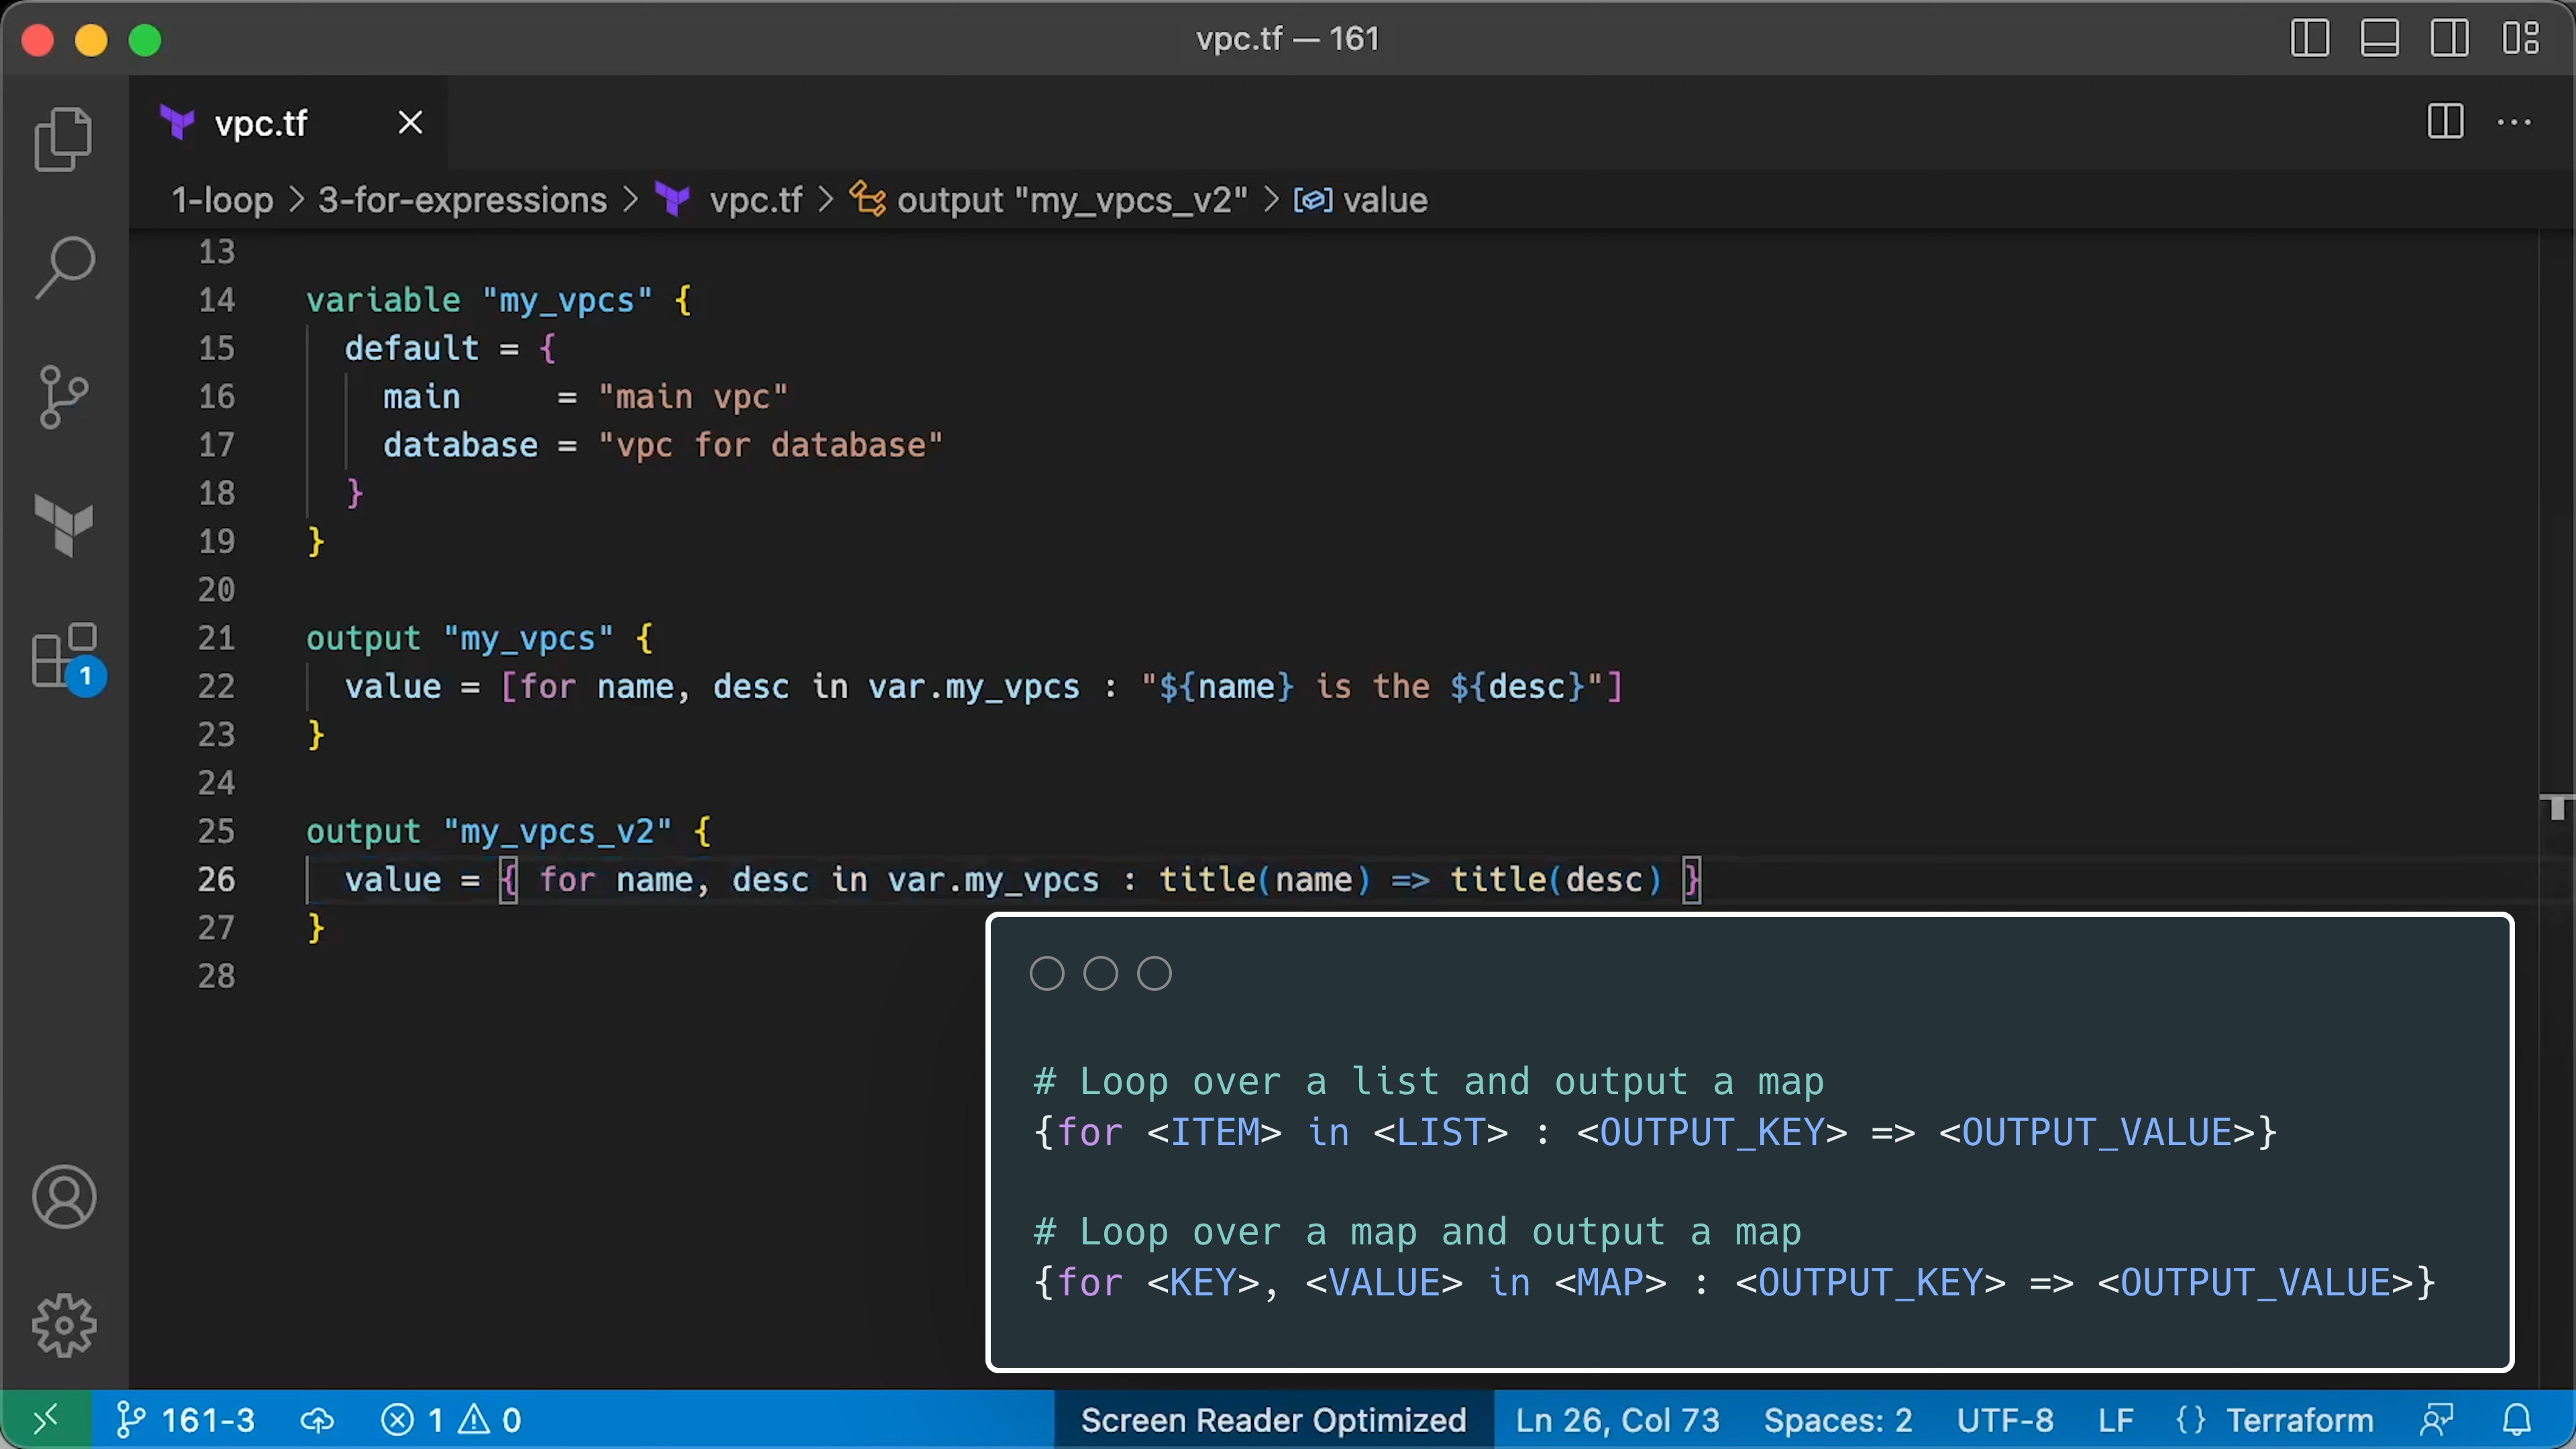 vpc.tf — 161
vpc.tf
1-loop > 3-for-expressions > vpc.tf > output "my_vpcs_v2" > value
13
14 variable "my_vpcs" {
15 default = {
16 main     = "main vpc"
17 database = "vpc for database"
18 }
19 }
20
21 output "my_vpcs" {
22 value = [for name, desc in var.my_vpcs : "${name} is the ${desc}"]
23 }
24
25 output "my_vpcs_v2" {
26 value = { for name, desc in var.my_vpcs : title(name) => title(desc) }
27 }
28
1
# Loop over a list and output a map
{for <ITEM> in <LIST> : <OUTPUT_KEY> => <OUTPUT_VALUE>}
# Loop over a map and output a map
{for <KEY>, <VALUE> in <MAP> : <OUTPUT_KEY> => <OUTPUT_VALUE>}
161-3 1 0 Screen Reader Optimized Ln 26, Col 73 Spaces: 2 UTF-8 LF {} Terraform